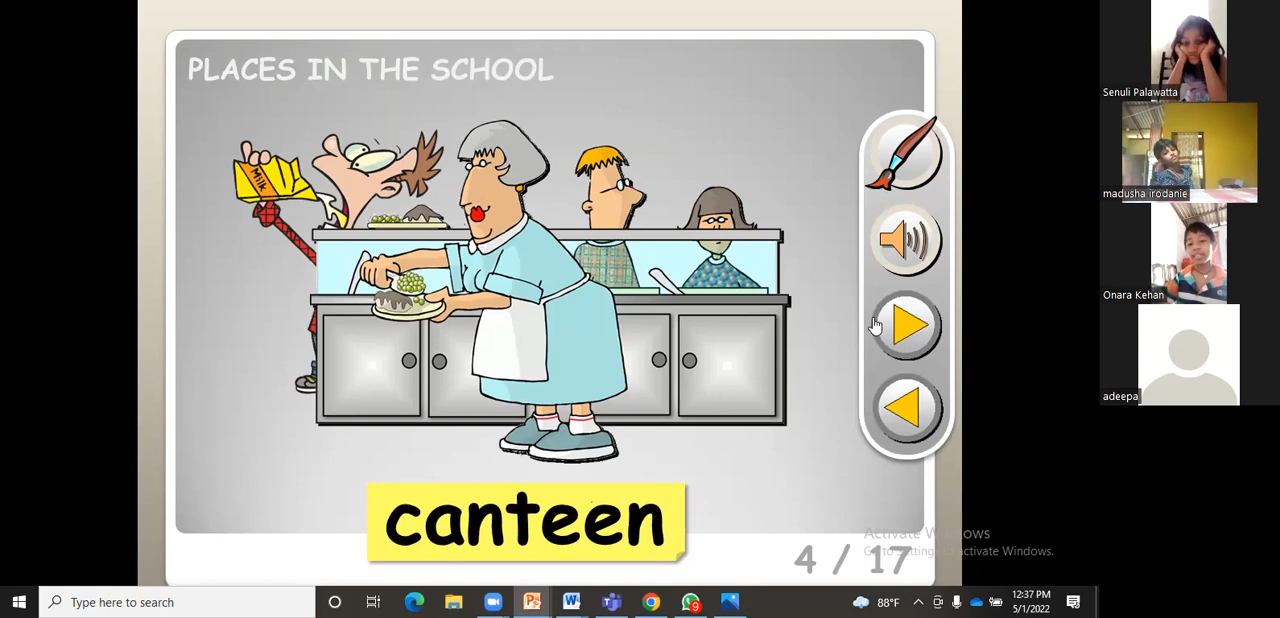 PLACES IN THE SCHOOL
Milk
canteen
4 / 17
Activate Windows
Go to Settings to activate Windows.
Senuli Palawatta
madusha irodanie
Onara Kehan
adeepa
Type here to search
9
88°F
12:37 PM
5/1/2022